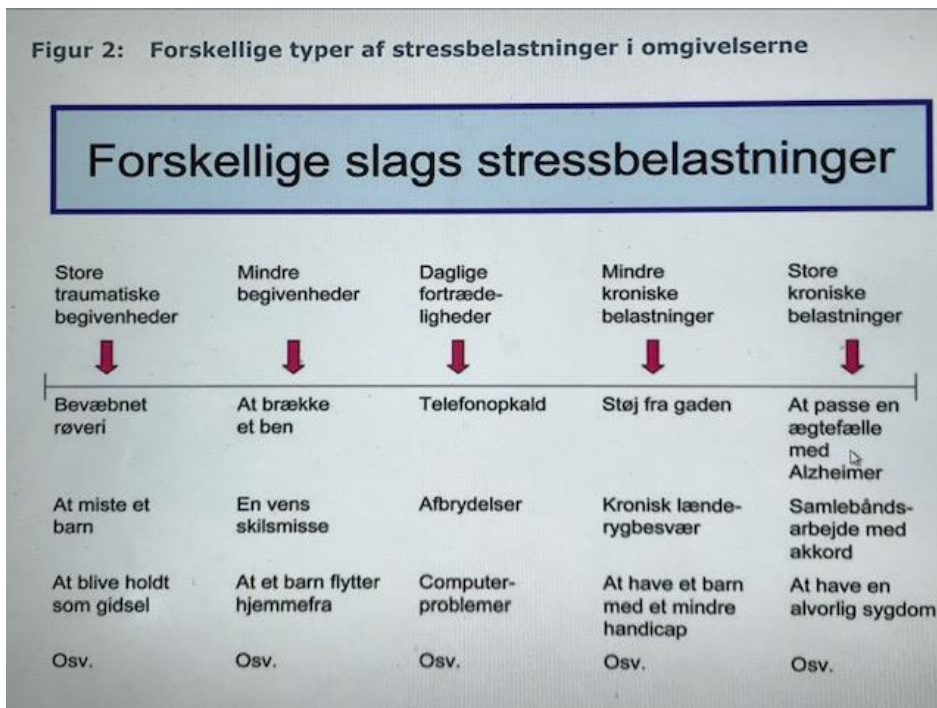 Figur 2: Forskellige typer af stressbelastninger i omgivelserne
Forskellige slags stressbelastninger
Store
traumatiske
begivenheder
Mindre
begivenheder
Daglige
fortræde-
ligheder
Mindre
kroniske
belastninger
Store
kroniske
belastninger
Bevæbnet
røveri
At brække
et ben
Telefonopkald
Støj fra gaden
At passe en
ægtefælle
med
Alzheimer
At miste et
barn
En vens
skilsmisse
Afbrydelser
Kronisk lænde-
rygbesvær
Samlebånds-
arbejde med
akkord
At blive holdt
som gidsel
At et barn flytter
hjemmefra
Computer-
problemer
At have et barn
med et mindre
handicap
At have en
alvorlig sygdom
Osv.
Osv.
Osv.
Osv.
Osv.